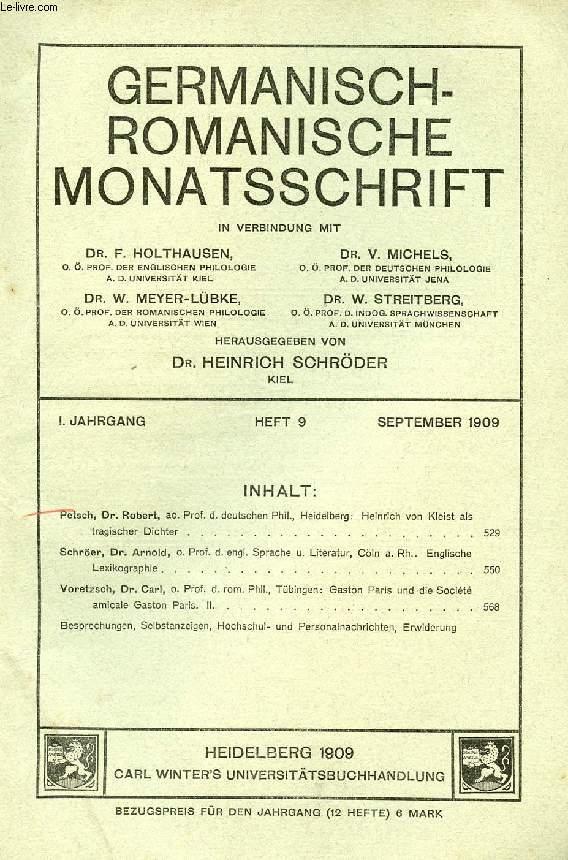 Le-livre.com
GERMANISCH-
ROMANISCHE
MONATSSCHRIFT
IN VERBINDUNG MIT
DR. F. HOLTHAUSEN,
O. Ö. PROF. DER ENGLISCHEN PHILOLOGIE
A. D. UNIVERSITÄT KIEL
DR. V. MICHELS,
O. Ö. PROF. DER DEUTSCHEN PHILOLOGIE
A. D. UNIVERSITÄT JENA
DR. W. MEYER-LÜBKE,
O. Ö. PROF. DER ROMANISCHEN PHILOLOGIE
A. D. UNIVERSITÄT WIEN
DR. W. STREITBERG,
O. Ö. PROF. D. INDOG. SPRACHWISSENSCHAFT
A. D. UNIVERSITÄT MÜNCHEN
HERAUSGEGEBEN VON
DR. HEINRICH SCHRÖDER
KIEL
I. JAHRGANG HEFT 9 SEPTEMBER 1909
INHALT:
Petsch, Dr. Robert, ao. Prof. d. deutschen Phil., Heidelberg: Heinrich von Kleist als
tragischer Dichter . . . . . . . . . . . . . . . . . . . . 529
Schröer, Dr. Arnold, o. Prof. d. engl. Sprache u. Literatur, Cöln a. Rh.. Englische
Lexikographie . . . . . . . . . . . . . . . . . . . . . 550
Voretzsch, Dr. Carl, o. Prof. d. rom. Phil., Tübingen: Gaston Paris und die Société
amicale Gaston Paris. II. . . . . . . . . . . . . . . . . . 568
Besprechungen, Selbstanzeigen, Hochschul- und Personalnachrichten, Erwiderung
HEIDELBERG 1909
CARL WINTER'S UNIVERSITÄTSBUCHHANDLUNG
BEZUGSPREIS FÜR DEN JAHRGANG (12 HEFTE) 6 MARK